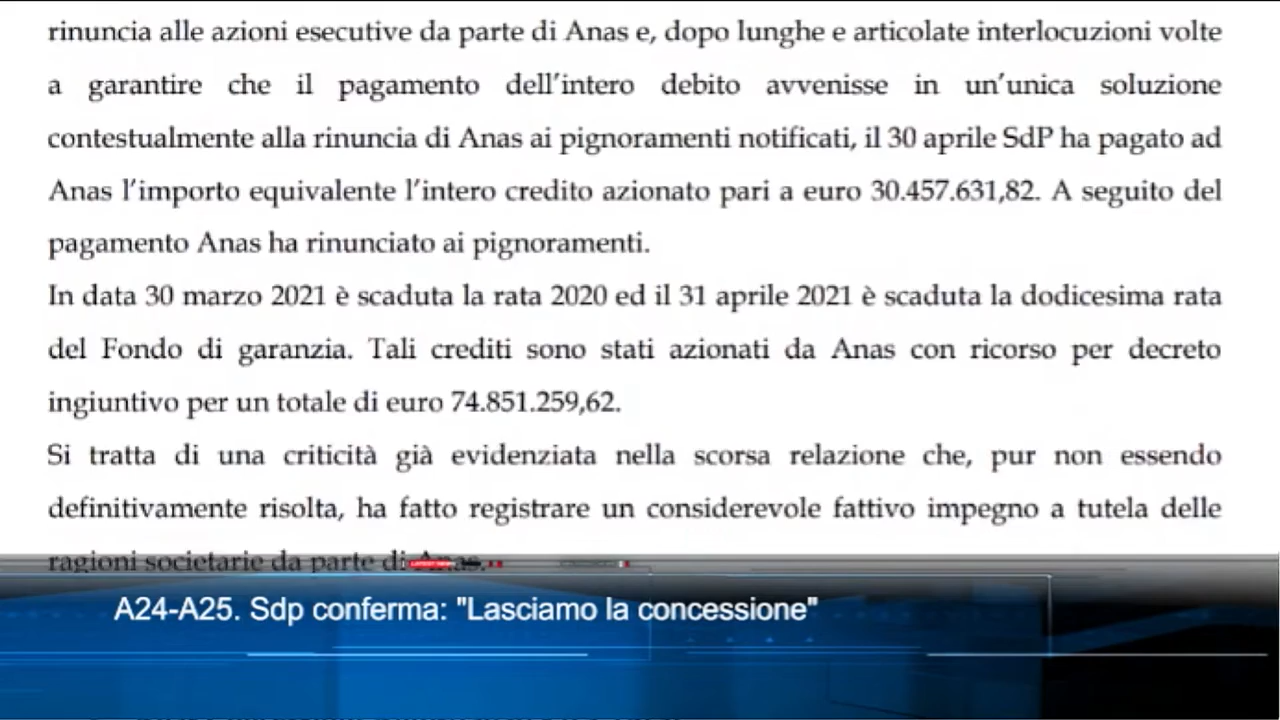 rinuncia alle azioni esecutive da parte di Anas e, dopo lunghe e articolate interlocuzioni volte
a garantire che il pagamento dell'intero debito avvenisse in un'unica soluzione
contestualmente alla rinuncia di Anas ai pignoramenti notificati, il 30 aprile SdP ha pagato ad
Anas l'importo equivalente l'intero credito azionato pari a euro 30.457.631,82. A seguito del
pagamento Anas ha rinunciato ai pignoramenti.
In data 30 marzo 2021 è scaduta la rata 2020 ed il 31 aprile 2021 è scaduta la dodicesima rata
del Fondo di garanzia. Tali crediti sono stati azionati da Anas con ricorso per decreto
ingiuntivo per un totale di euro 74.851.259,62.
Si tratta di una criticità già evidenziata nella scorsa relazione che, pur non essendo
definitivamente risolta, ha fatto registrare un considerevole fattivo impegno a tutela delle
ragioni societarie da parte di Anas.
A24-A25. Sdp conferma: "Lasciamo la concessione"